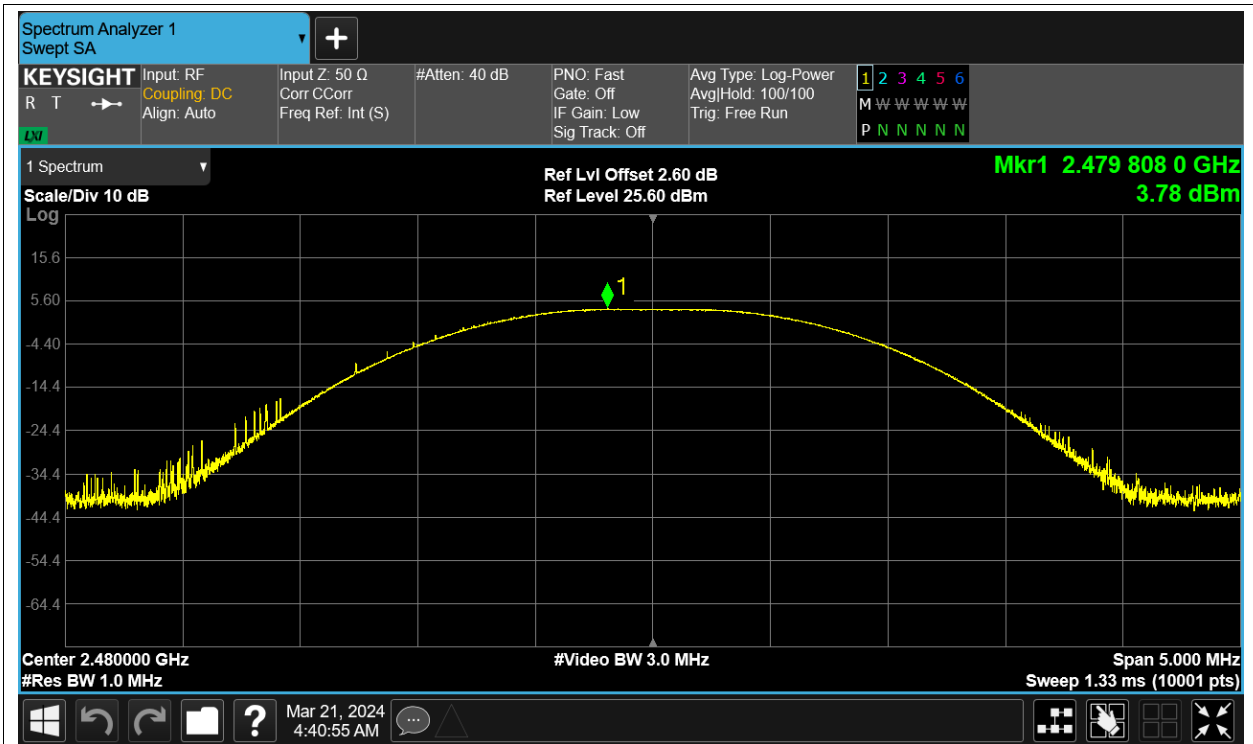 Spectrum Analyzer 1
Swept SA
KEYSIGHT
R T
LXI
Input: RF
Coupling: DC
Align: Auto
Input Z: 50 Ω
Corr CCorr
Freq Ref: Int (S)
#Atten: 40 dB
PNO: Fast
Gate: Off
IF Gain: Low
Sig Track: Off
Avg Type: Log-Power
Avg|Hold: 100/100
Trig: Free Run
1 2 3 4 5 6
M W W W W W
P N N N N N
1 Spectrum
Scale/Div 10 dB
Ref Lvl Offset 2.60 dB
Ref Level 25.60 dBm
Mkr1 2.479 808 0 GHz
3.78 dBm
Log
15.6
5.60
-4.40
-14.4
-24.4
-34.4
-44.4
-54.4
-64.4
1
Center 2.480000 GHz
#Res BW 1.0 MHz
#Video BW 3.0 MHz
Span 5.000 MHz
Sweep 1.33 ms (10001 pts)
?
Mar 21, 2024
4:40:55 AM